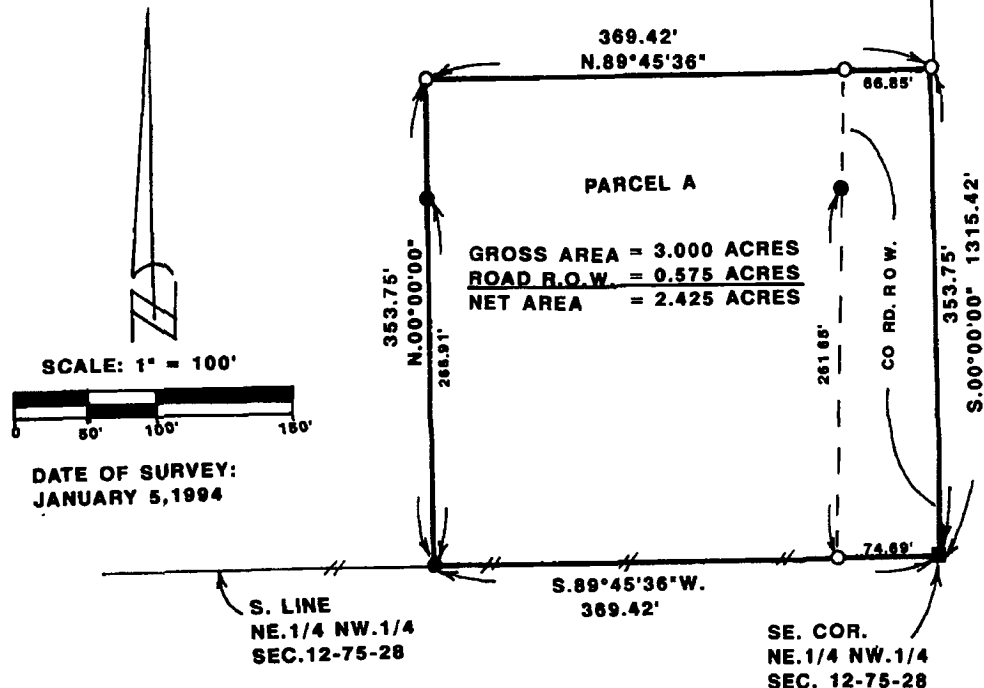 369.42'
N.89°45'36"
66.85'
PARCEL A
GROSS AREA = 3.000 ACRES
ROAD R.O.W. = 0.575 ACRES
NET AREA = 2.425 ACRES
353.75'
N.00°00'00"
CO RD. R O W.
353.75'
S.00°00'00" 1315.42'
SCALE: 1" = 100'
0 50' 100' 150'
DATE OF SURVEY:
JANUARY 5,1994
74.69'
S.89°45'36"W.
369.42'
S. LINE
NE.1/4 NW.1/4
SEC.12-75-28
SE. COR.
NE.1/4 NW.1/4
SEC. 12-75-28